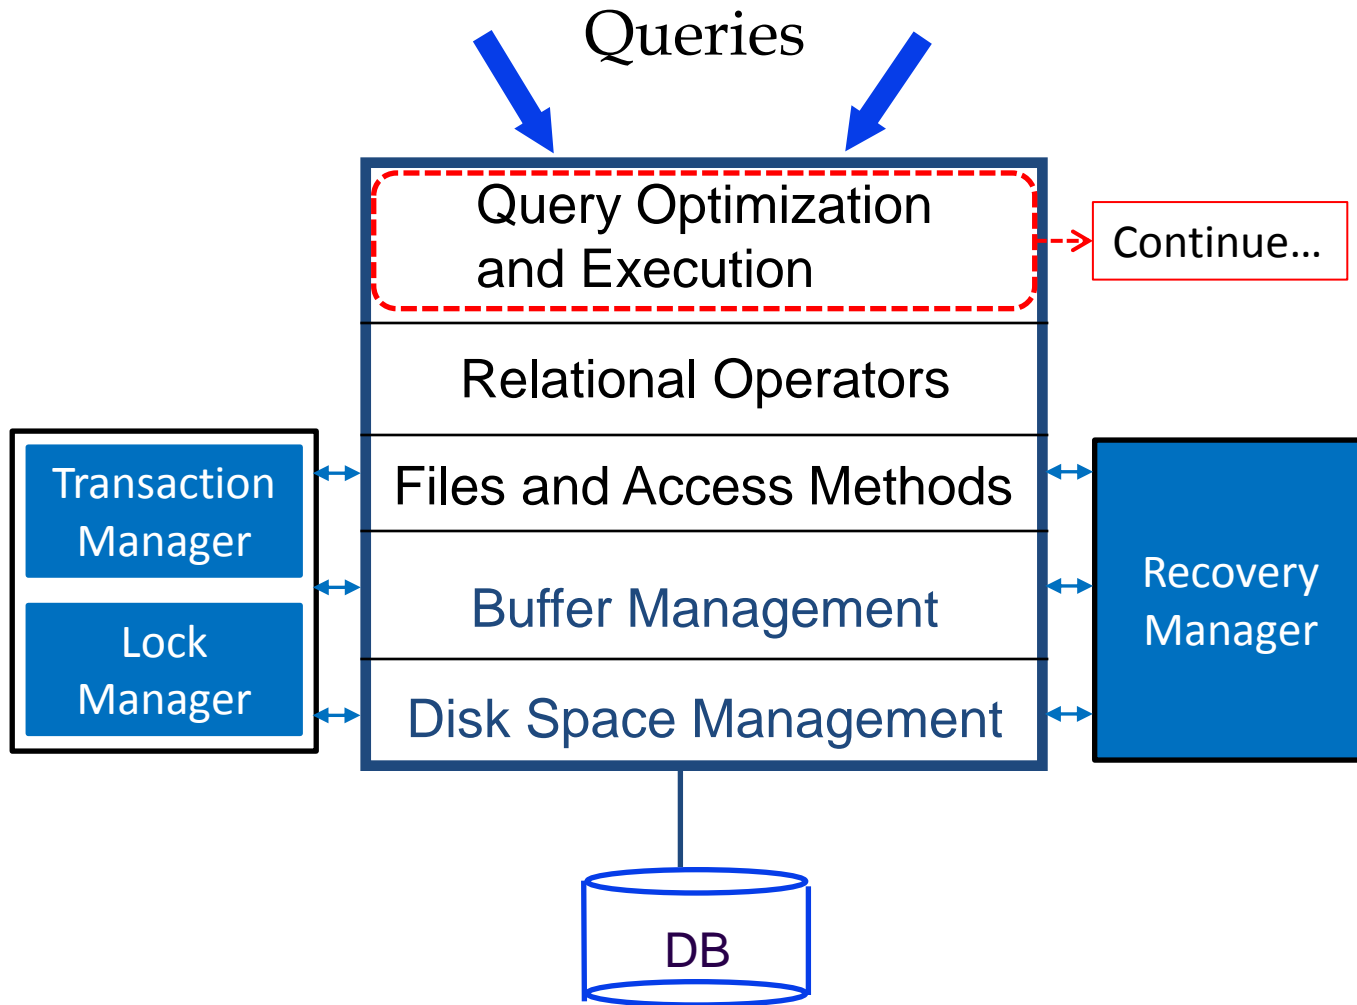 Queries
Query Optimization
and Execution
Continue...
Relational Operators
Files and Access Methods
Buffer Management
Disk Space Management
Transaction
Manager
Lock
Manager
Recovery
Manager
DB